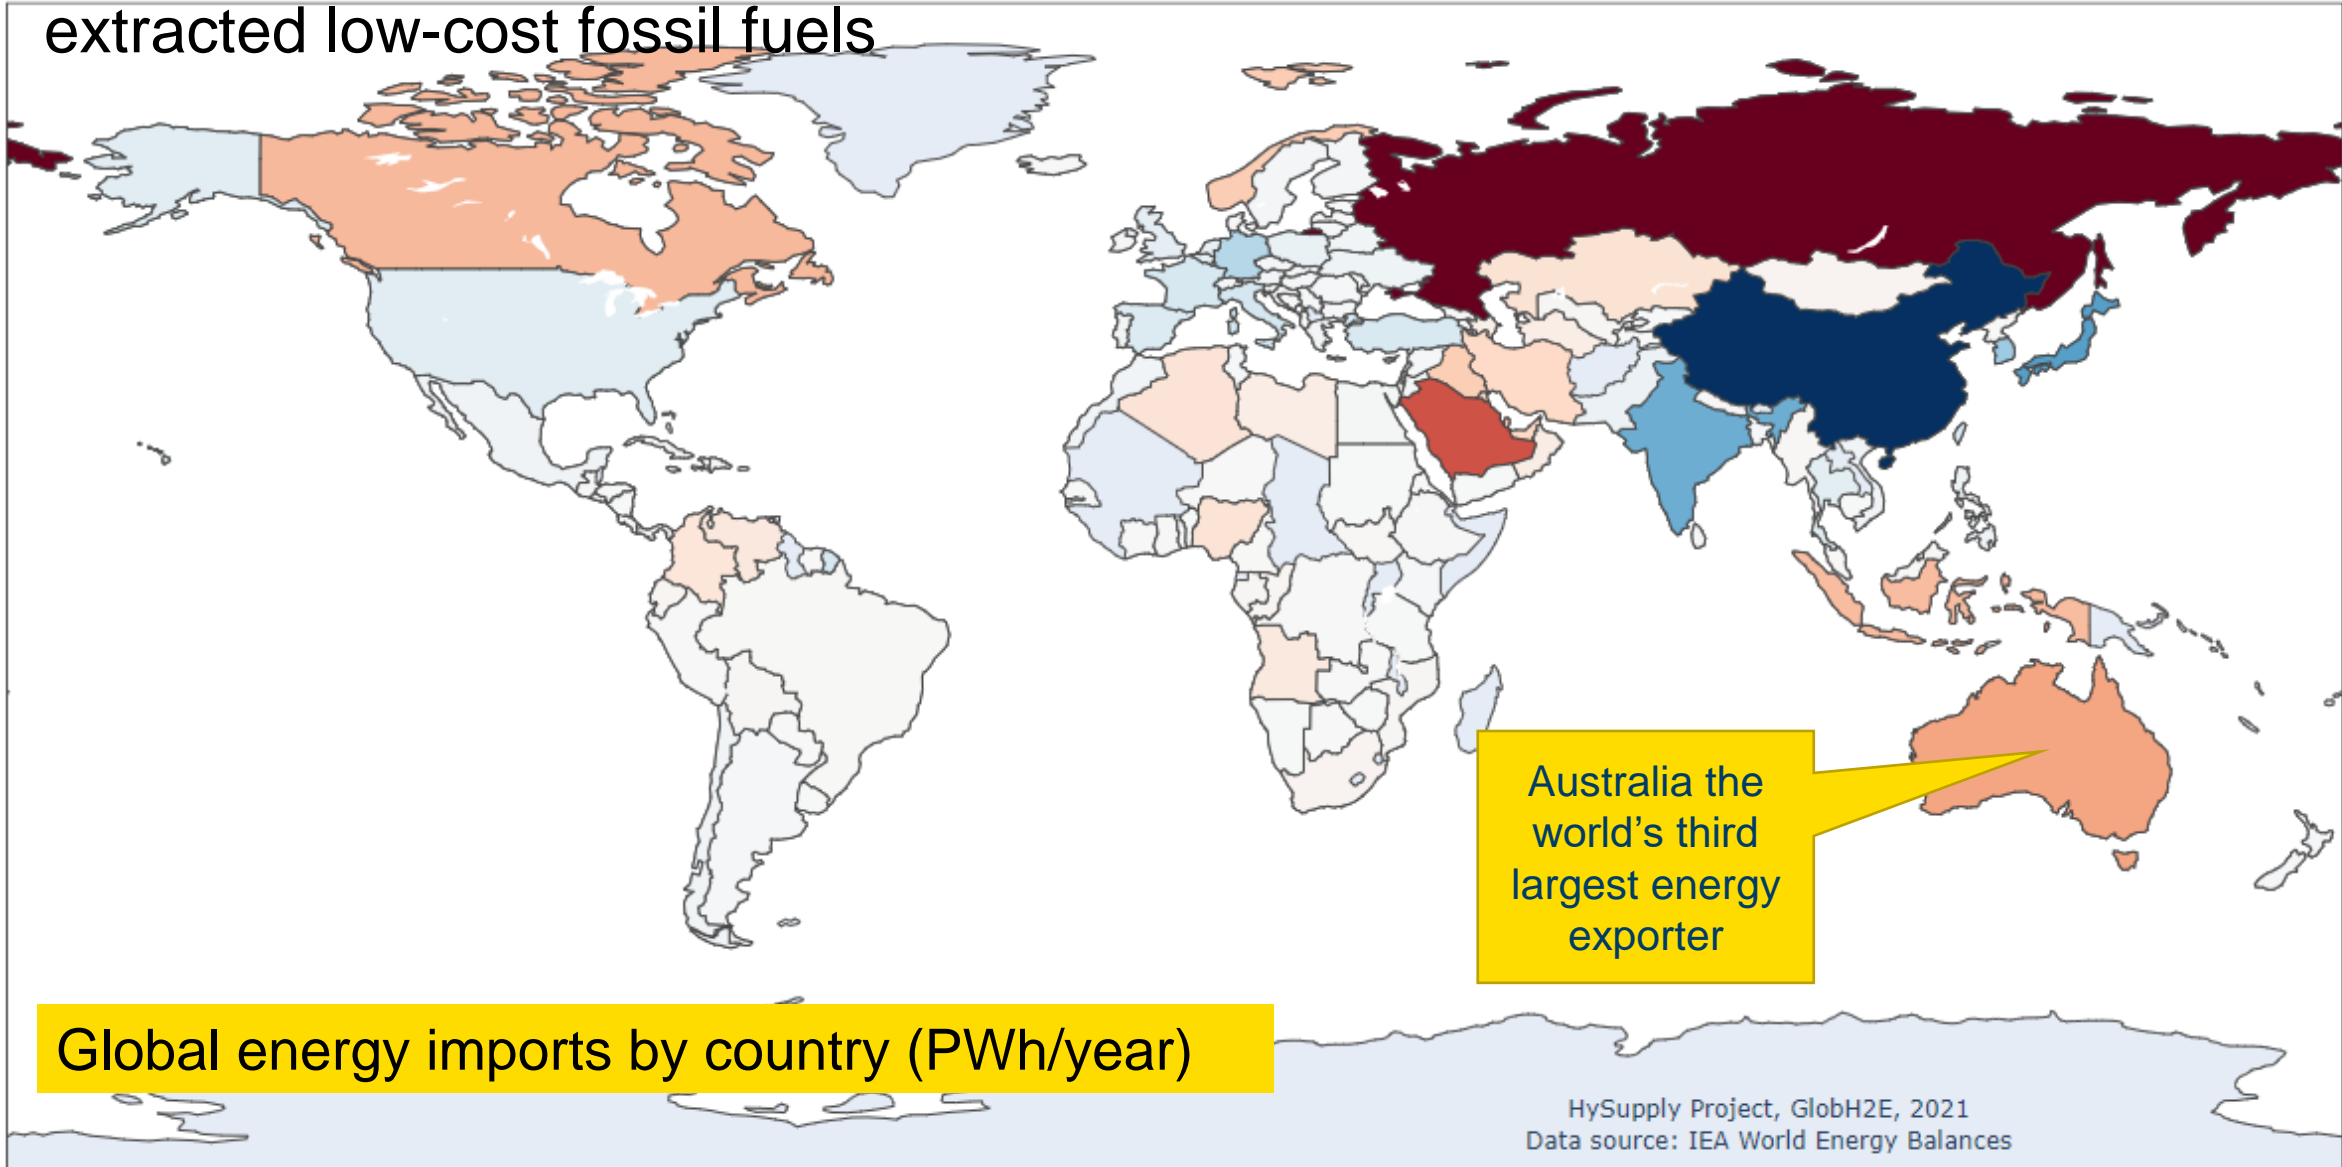 extracted low-cost fossil fuels
Australia the
world’s third
largest energy
exporter
Global energy imports by country (PWh/year)
HySupply Project, GlobH2E, 2021
Data source: IEA World Energy Balances